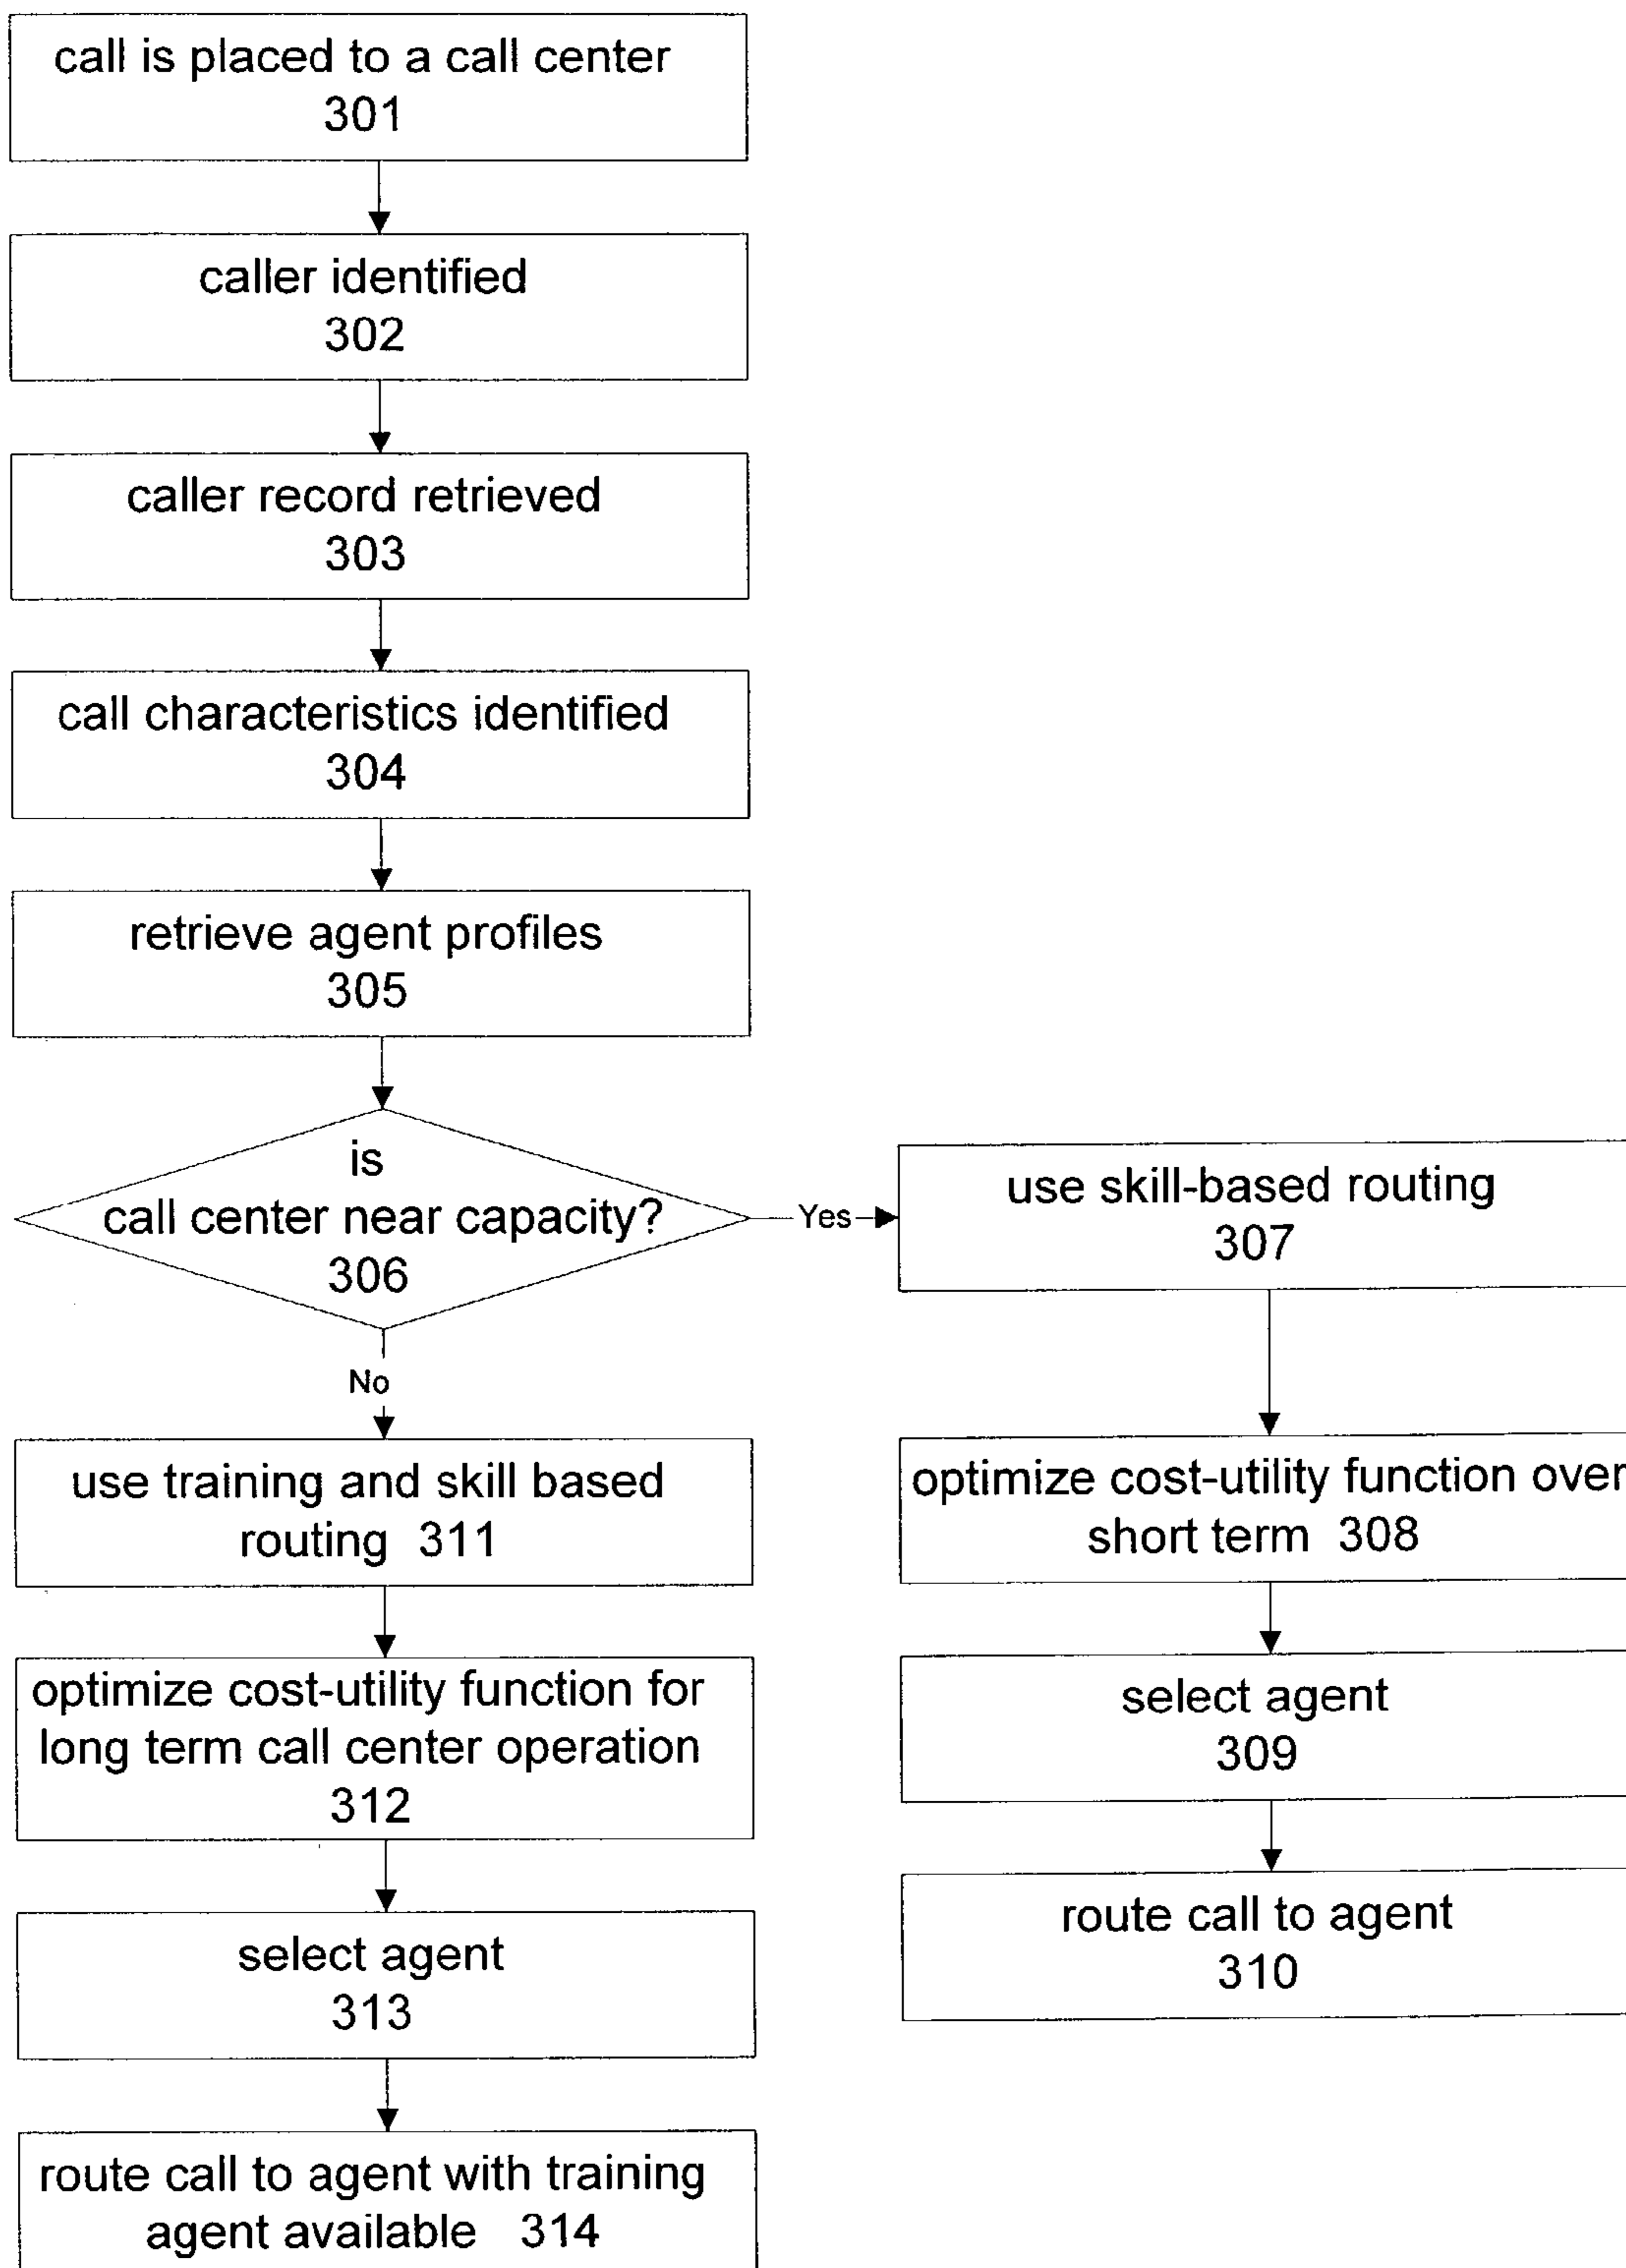 call is placed to a call center
301
caller identified
302
caller record retrieved
303
call characteristics identified
304
retrieve agent profiles
305
is
call center near capacity?
306
Yes
use skill-based routing
307
optimize cost-utility function over
short term 308
select agent
309
route call to agent
310
No
use training and skill based
routing 311
optimize cost-utility function for
long term call center operation
312
select agent
313
route call to agent with training
agent available 314